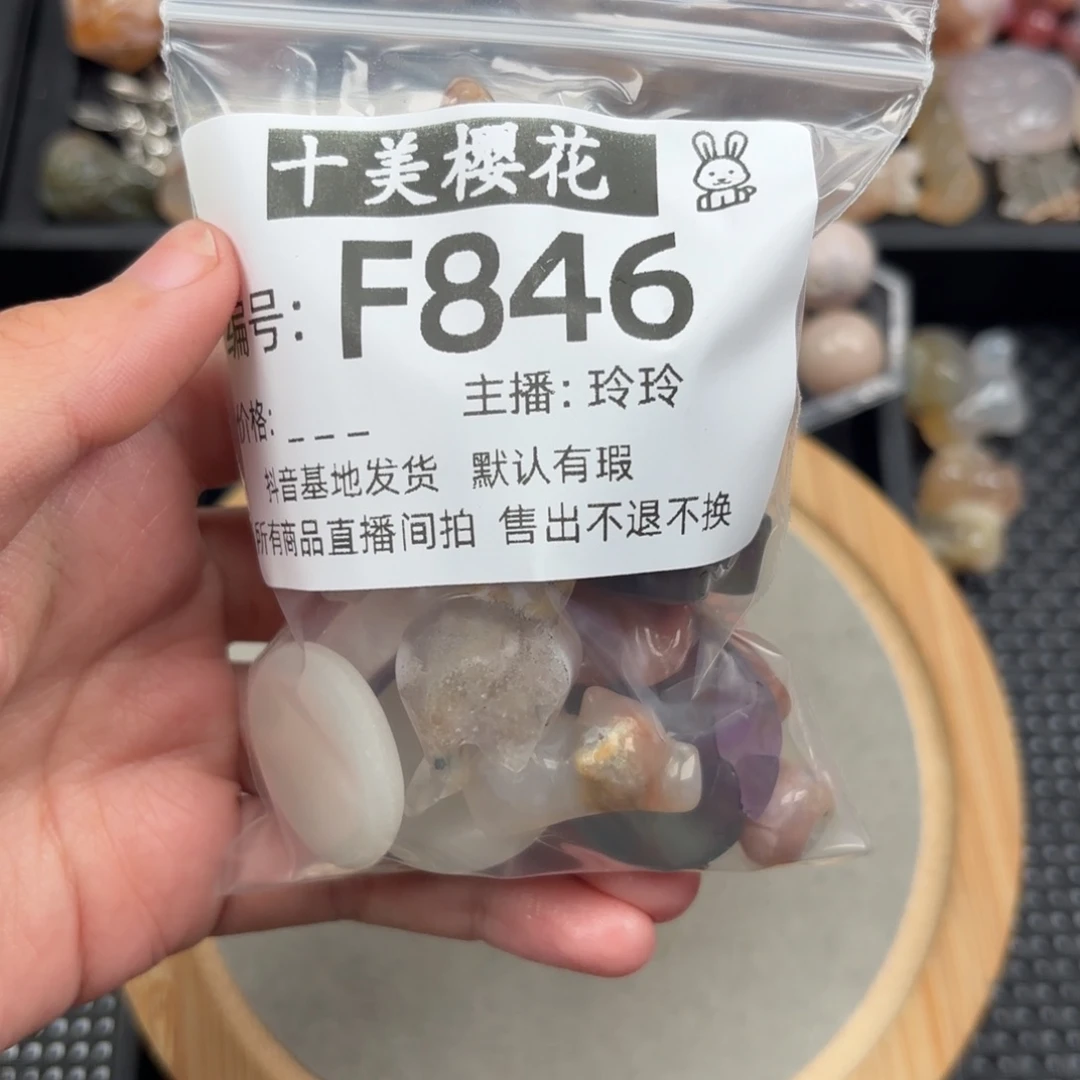 十美樱花
编号: F846
主播: 玲玲
价格: _ _ _
抖音基地发货 默认有瑕
所有商品直播间拍 售出不退不换